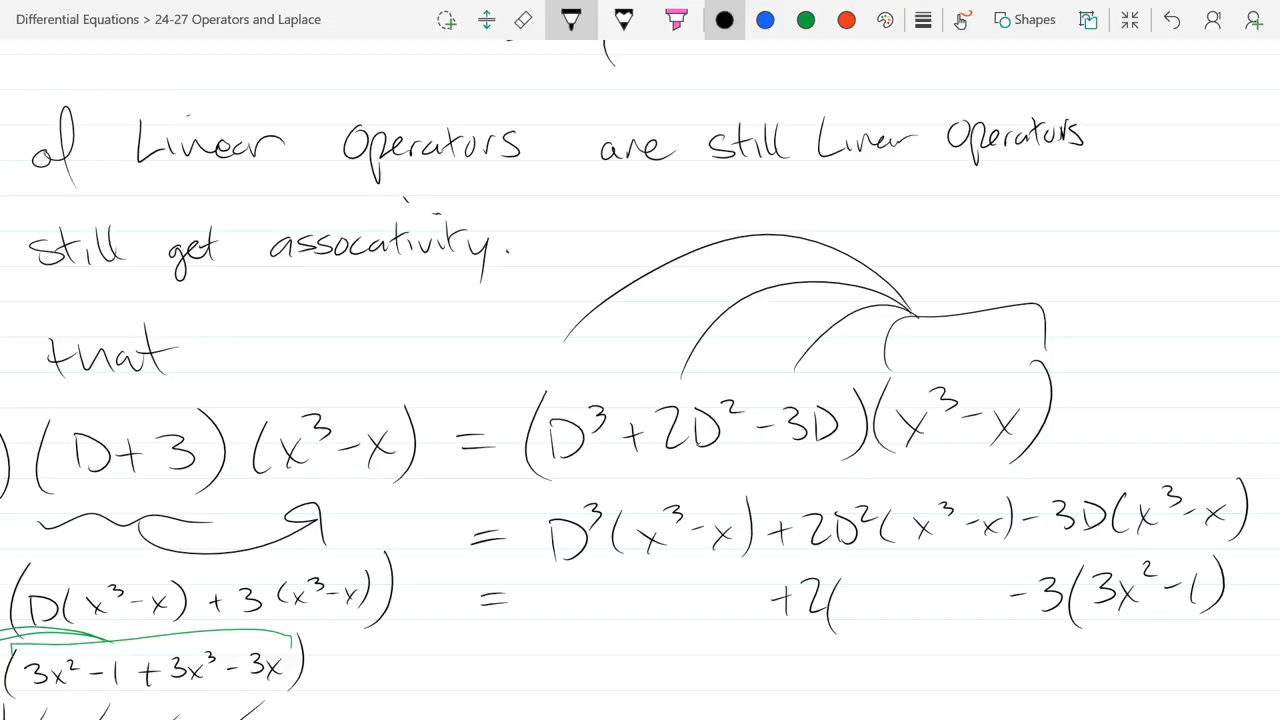 Differential Equations > 24-27 Operators and Laplace
Shapes
of Linear Operators are still Linear Operators
still get assocativity.
that
) (D+3) (x³-x) = (D³ + 2D² - 3D)(x³-x)
= D³(x³-x) + 2D²(x³-x) - 3D(x³-x)
(D(x³-x) + 3(x³-x)) = +2( -3(3x²-1)
(3x² - 1 + 3x³ - 3x)